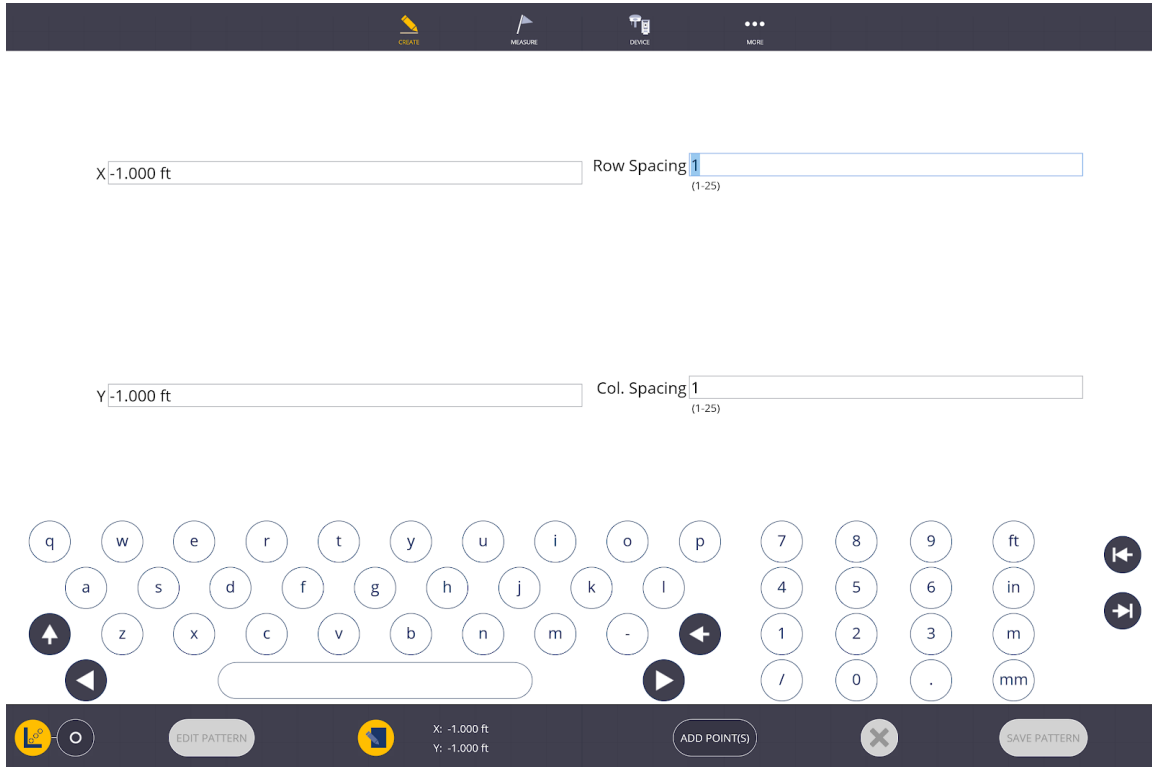 CREATE MEASURE DEVICE MORE
X -1.000 ft Row Spacing 1
(1-25)
Y -1.000 ft Col. Spacing 1
(1-25)
q w e r t y u i o p 7 8 9 ft
a s d f g h j k l 4 5 6 in
z x c v b n m - 1 2 3 m
/ 0 . mm
EDIT PATTERN X: -1.000 ft ADD POINT(S) SAVE PATTERN
Y: -1.000 ft